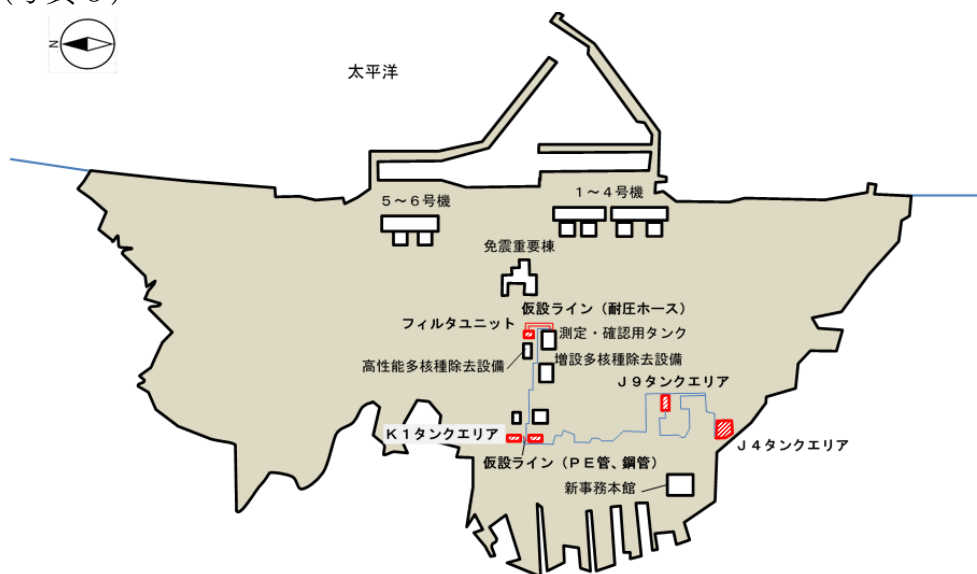 N
太平洋
５～６号機
１～４号機
免震重要棟
仮設ライン（耐圧ホース）
フィルタユニット
測定・確認用タンク
高性能多核種除去設備
増設多核種除去設備
Ｊ９タンクエリア
Ｋ１タンクエリア
Ｊ４タンクエリア
仮設ライン（ＰＥ管、鋼管）
新事務本館